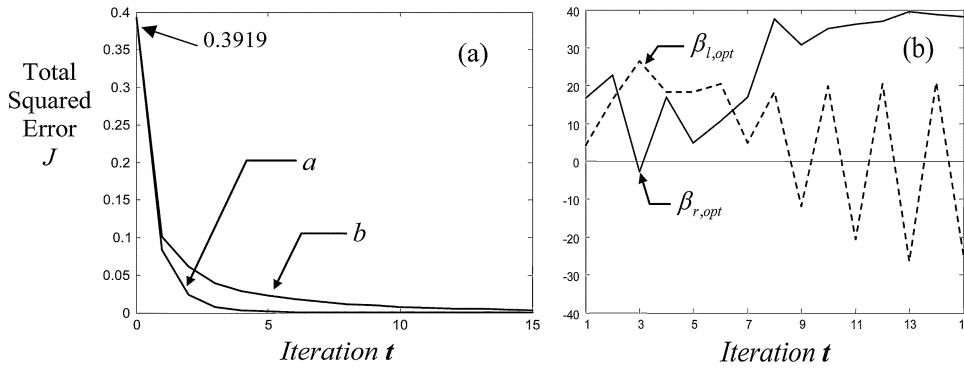 0.4
0.35
0.3
0.25
0.2
0.15
0.1
0.05
0
0.3919
(a)
Total
Squared
Error
J
a
b
0 5 10 15
Iteration t
40
30
20
10
0
-10
-20
-30
-40
(b)
βl,opt
βr,opt
1 3 5 7 9 11 13 1
Iteration t